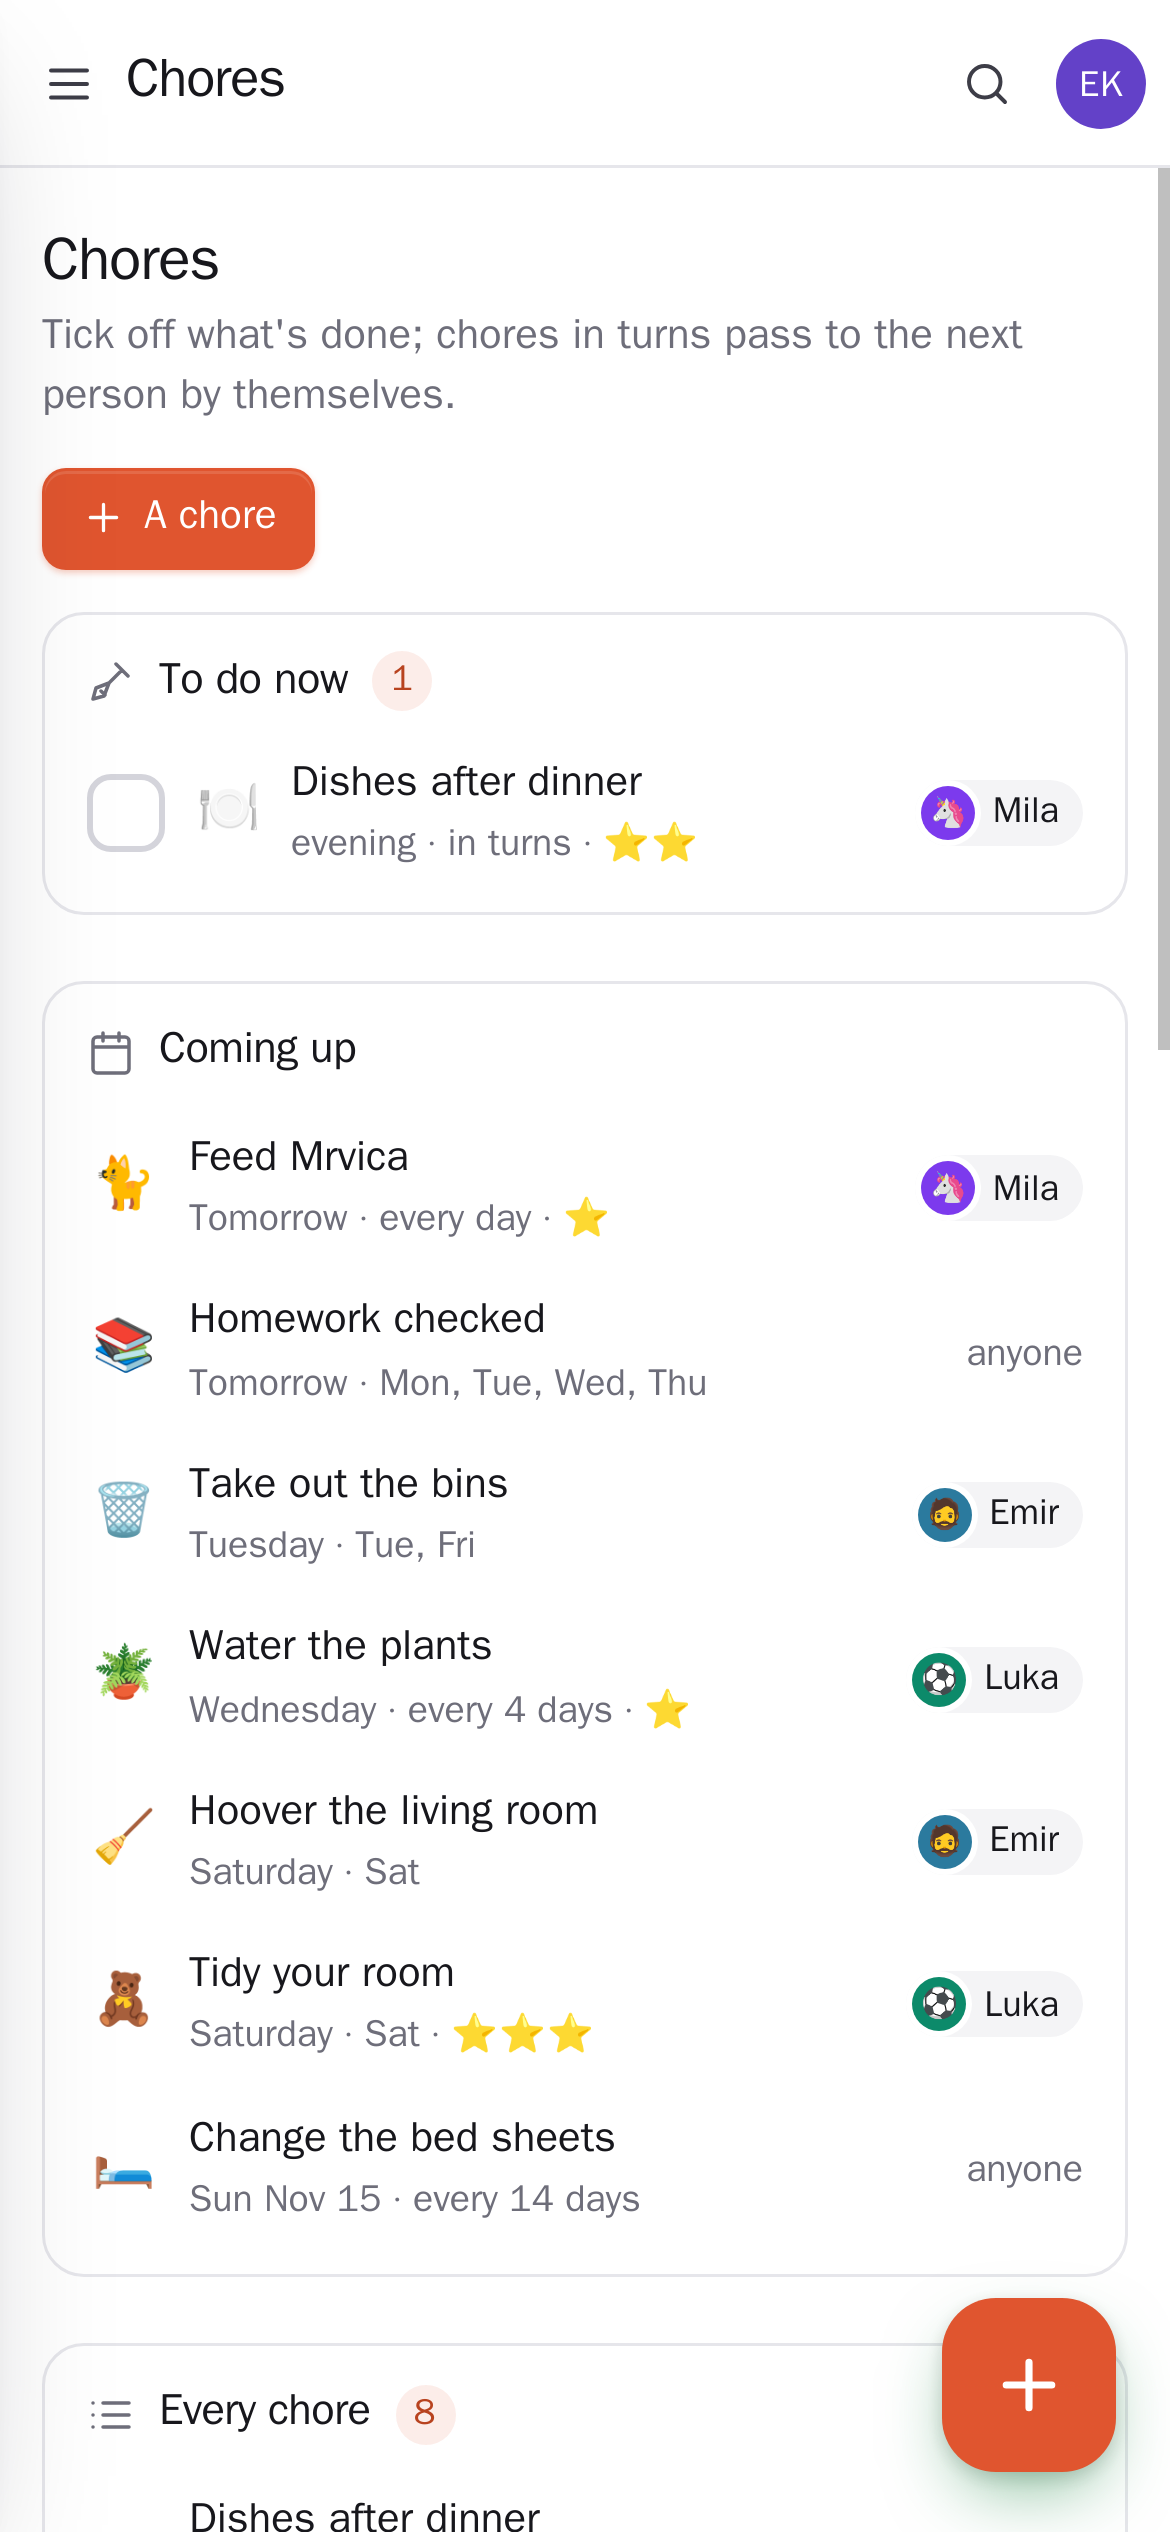 Chores
EK
Chores
Tick off what's done; chores in turns pass to the next
person by themselves.
A chore
To do now 1
Dishes after dinner
evening · in turns · ⭐⭐
Mila
Coming up
Feed Mrvica
Tomorrow · every day · ⭐
Mila
Homework checked
Tomorrow · Mon, Tue, Wed, Thu
anyone
Take out the bins
Tuesday · Tue, Fri
Emir
Water the plants
Wednesday · every 4 days · ⭐
Luka
Hoover the living room
Saturday · Sat
Emir
Tidy your room
Saturday · Sat · ⭐⭐⭐
Luka
Change the bed sheets
Sun Nov 15 · every 14 days
anyone
Every chore 8
Dishes after dinner